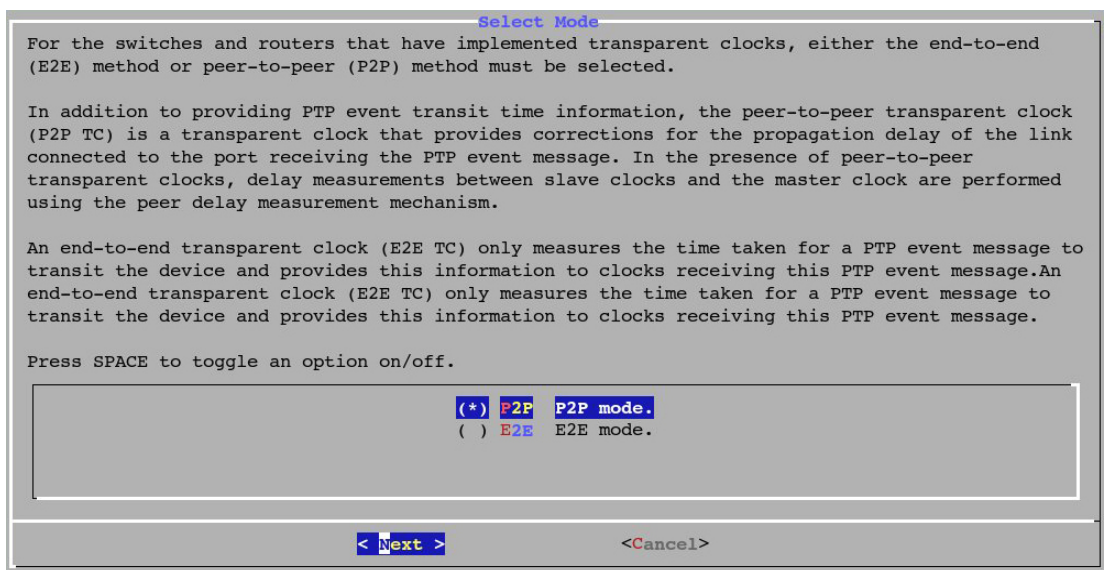 Select Mode
For the switches and routers that have implemented transparent clocks, either the end-to-end
(E2E) method or peer-to-peer (P2P) method must be selected.
In addition to providing PTP event transit time information, the peer-to-peer transparent clock
(P2P TC) is a transparent clock that provides corrections for the propagation delay of the link
connected to the port receiving the PTP event message. In the presence of peer-to-peer
transparent clocks, delay measurements between slave clocks and the master clock are performed
using the peer delay measurement mechanism.
An end-to-end transparent clock (E2E TC) only measures the time taken for a PTP event message to
transit the device and provides this information to clocks receiving this PTP event message.An
end-to-end transparent clock (E2E TC) only measures the time taken for a PTP event message to
transit the device and provides this information to clocks receiving this PTP event message.
Press SPACE to toggle an option on/off.
(*) P2P P2P mode.
( ) E2E E2E mode.
< Next > <Cancel>